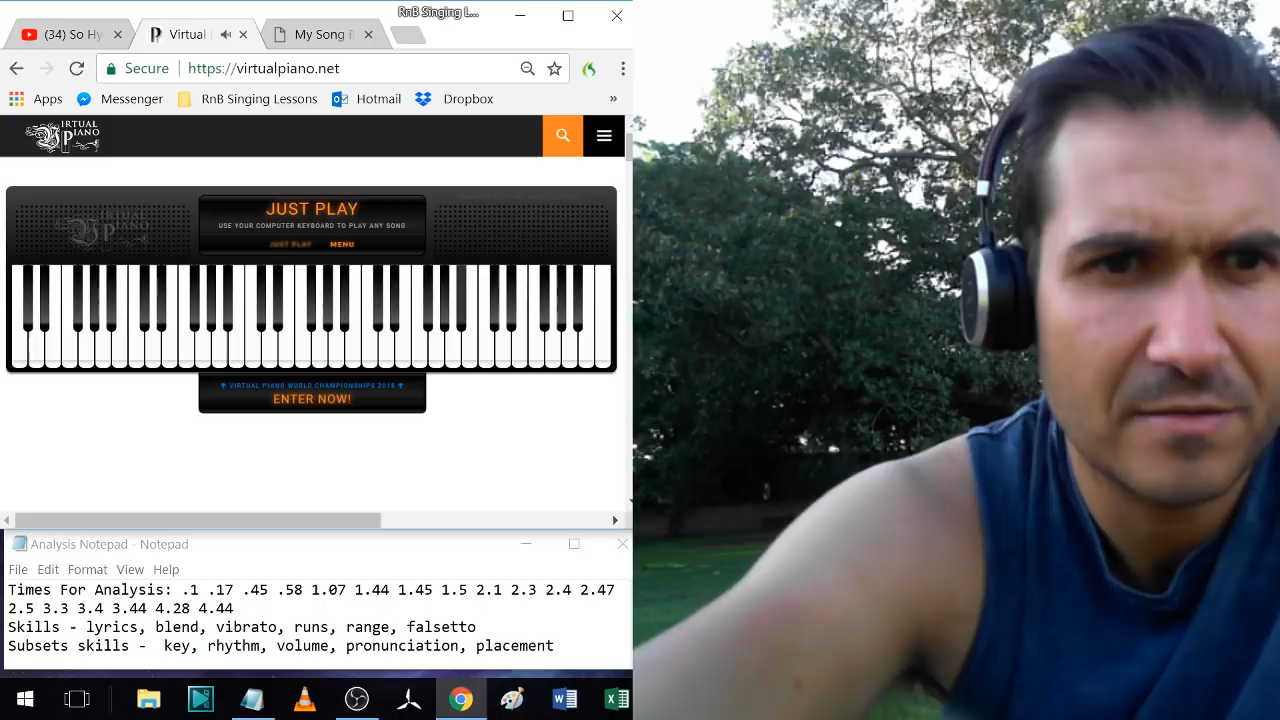 RnB Singing L...
(34) So Hy
Virtual
My Song B
Secure https://virtualpiano.net
Apps Messenger RnB Singing Lessons Hotmail Dropbox »
VIRTUAL PIANO
VIRTUAL PIANO
JUST PLAY
USE YOUR COMPUTER KEYBOARD TO PLAY ANY SONG
JUST PLAY MENU
VIRTUAL PIANO WORLD CHAMPIONSHIPS 2018
ENTER NOW!
Analysis Notepad - Notepad
File Edit Format View Help
Times For Analysis: .1 .17 .45 .58 1.07 1.44 1.45 1.5 2.1 2.3 2.4 2.47
2.5 3.3 3.4 3.44 4.28 4.44
Skills - lyrics, blend, vibrato, runs, range, falsetto
Subsets skills - key, rhythm, volume, pronunciation, placement